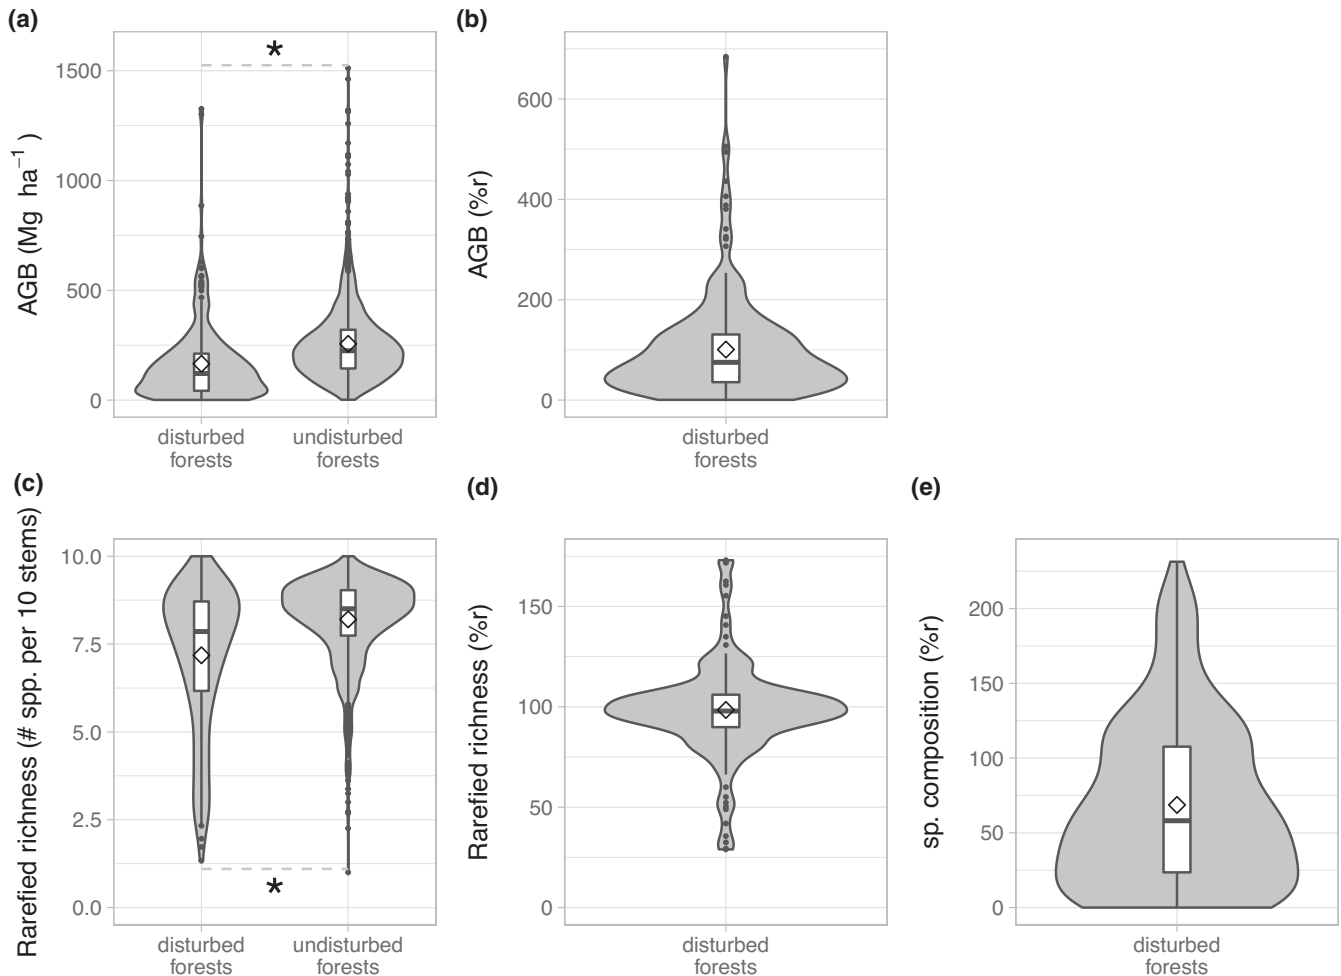 (a)
AGB (Mg ha⁻¹ )
1500
1000
500
0
*
disturbed
forests
undisturbed
forests
(b)
AGB (%r)
600
400
200
0
disturbed
forests
(c)
Rarefied richness (# spp. per 10 stems)
10.0
7.5
5.0
2.5
0.0
*
disturbed
forests
undisturbed
forests
(d)
Rarefied richness (%r)
150
100
50
0
disturbed
forests
(e)
sp. composition (%r)
200
150
100
50
0
disturbed
forests